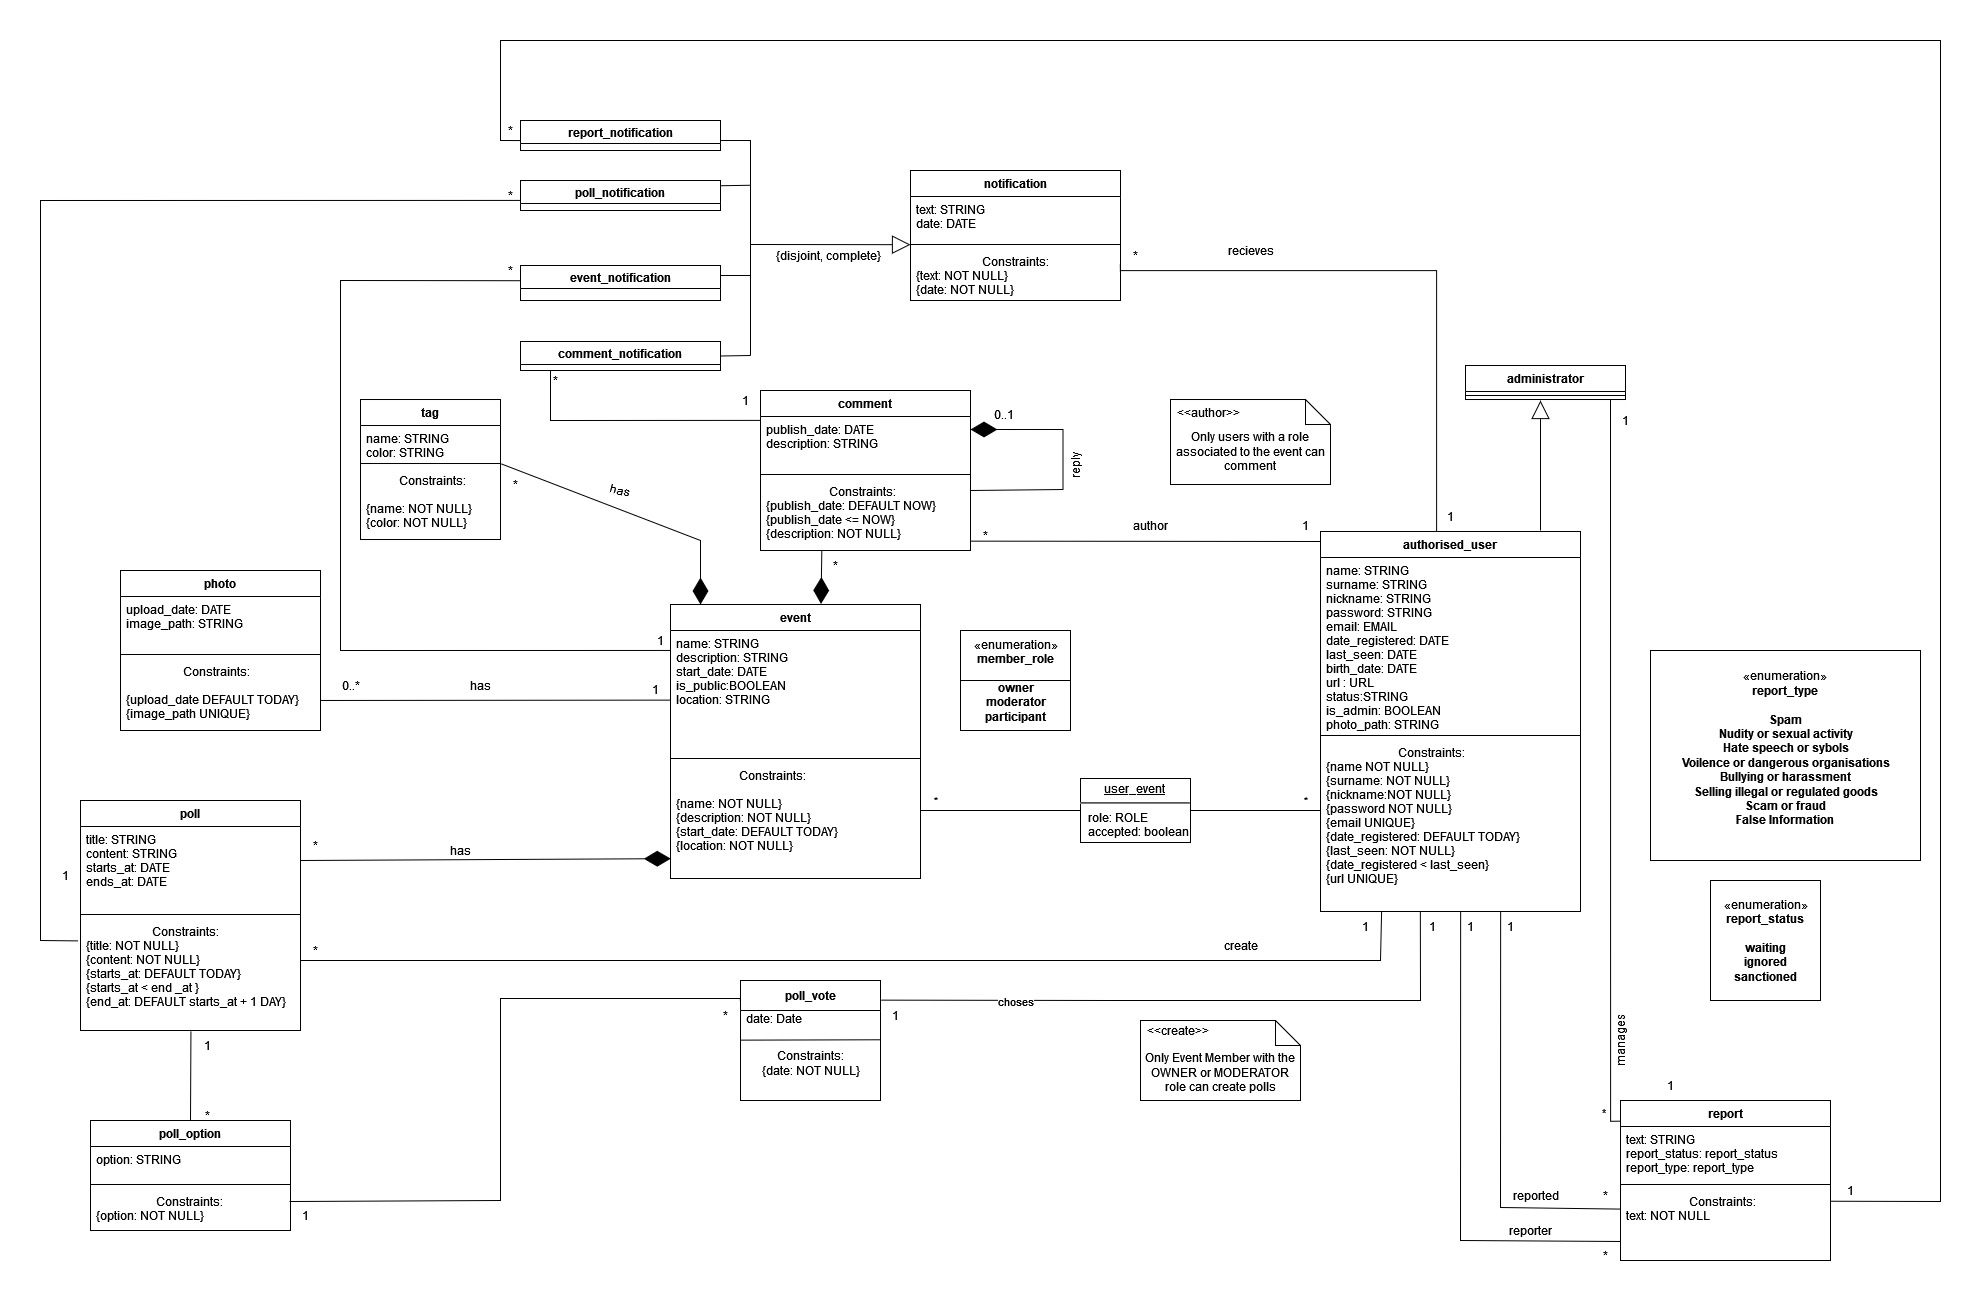 *
report_notification
*
poll_notification
*
event_notification
comment_notification
*
{disjoint, complete}
notification
text: STRING
date: DATE
Constraints:
{text: NOT NULL}
{date: NOT NULL}
*
recieves
1
administrator
1
tag
name: STRING
color: STRING
Constraints:
{name: NOT NULL}
{color: NOT NULL}
*
has
1
comment
publish_date: DATE
description: STRING
Constraints:
{publish_date: DEFAULT NOW}
{publish_date <= NOW}
{description: NOT NULL}
0..1
reply
*
author
1
*
<<author>>
Only users with a role
associated to the event can
comment
photo
upload_date: DATE
image_path: STRING
Constraints:
{upload_date DEFAULT TODAY}
{image_path UNIQUE}
0..*
has
1
1
event
name: STRING
description: STRING
start_date: DATE
is_public:BOOLEAN
location: STRING
Constraints:
{name: NOT NULL}
{description: NOT NULL}
{start_date: DEFAULT TODAY}
{location: NOT NULL}
«enumeration»
member_role
owner
moderator
participant
*
user_event
role: ROLE
accepted: boolean
*
authorised_user
name: STRING
surname: STRING
nickname: STRING
password: STRING
email: EMAIL
date_registered: DATE
last_seen: DATE
birth_date: DATE
url : URL
status:STRING
is_admin: BOOLEAN
photo_path: STRING
Constraints:
{name NOT NULL}
{surname: NOT NULL}
{nickname:NOT NULL}
{password NOT NULL}
{email UNIQUE}
{date_registered: DEFAULT TODAY}
{last_seen: NOT NULL}
{date_registered < last_seen}
{url UNIQUE}
1
1
1
1
«enumeration»
report_type
Spam
Nudity or sexual activity
Hate speech or sybols
Voilence or dangerous organisations
Bullying or harassment
Selling illegal or regulated goods
Scam or fraud
False Information
«enumeration»
report_status
waiting
ignored
sanctioned
poll
title: STRING
content: STRING
starts_at: DATE
ends_at: DATE
Constraints:
{title: NOT NULL}
{content: NOT NULL}
{starts_at: DEFAULT TODAY}
{starts_at < end _at }
{end_at: DEFAULT starts_at + 1 DAY}
1
*
has
*
create
1
*
poll_option
option: STRING
Constraints:
{option: NOT NULL}
1
*
poll_vote
date: Date
Constraints:
{date: NOT NULL}
1
choses
<<create>>
Only Event Member with the
OWNER or MODERATOR
role can create polls
manages
1
*
report
text: STRING
report_status: report_status
report_type: report_type
Constraints:
text: NOT NULL
reported
*
reporter
*
1